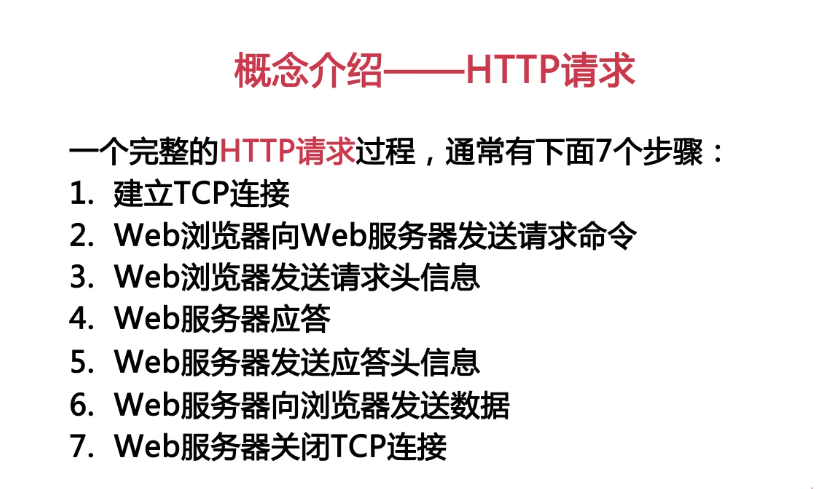 概念介绍——HTTP请求
一个完整的HTTP请求过程，通常有下面7个步骤：
1. 建立TCP连接
2. Web浏览器向Web服务器发送请求命令
3. Web浏览器发送请求头信息
4. Web服务器应答
5. Web服务器发送应答头信息
6. Web服务器向浏览器发送数据
7. Web服务器关闭TCP连接